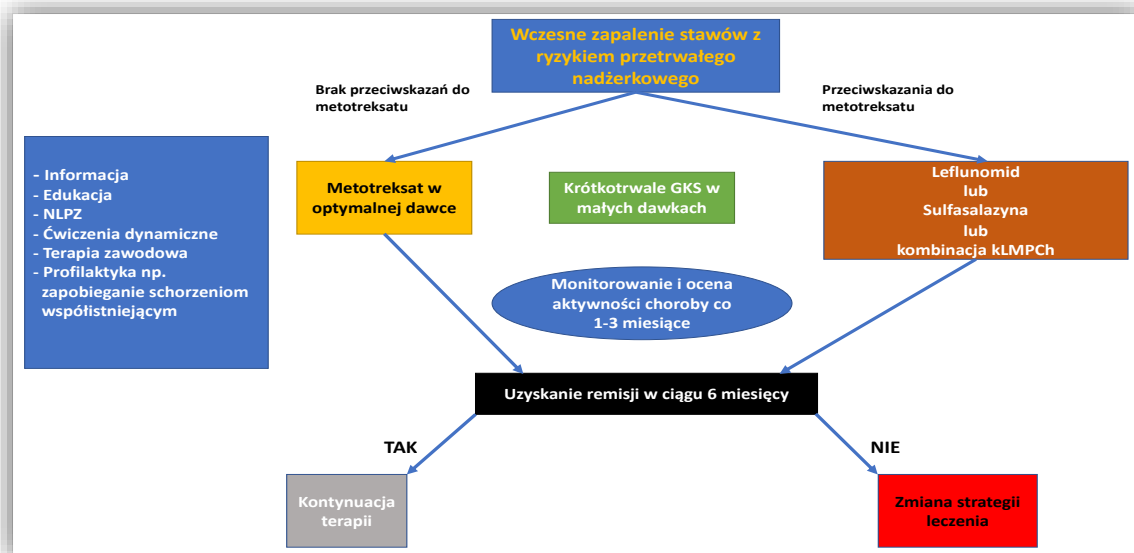 Wczesne zapalenie stawów z
ryzykiem przetrwałego
nadżerkowego
Brak przeciwskazań do
metotreksatu
Przeciwskazania do
metotreksatu
- Informacja
- Edukacja
- NLPZ
- Ćwiczenia dynamiczne
- Terapia zawodowa
- Profilaktyka np.
zapobieganie schorzeniom
współistniejącym
Metotreksat w
optymalnej dawce
Krótkotrwale GKS w
małych dawkach
Leflunomid
lub
Sulfasalazyna
lub
kombinacja kLMPCh
Monitorowanie i ocena
aktywności choroby co
1-3 miesiące
Uzyskanie remisji w ciągu 6 miesięcy
TAK
NIE
Kontynuacja
terapii
Zmiana strategii
leczenia